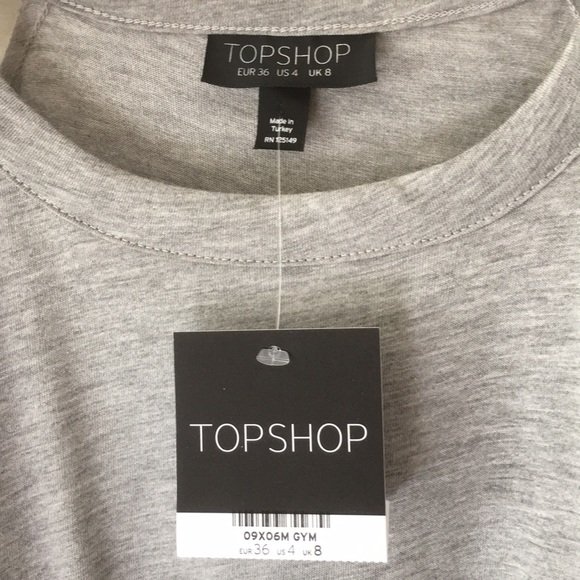 TOPSHOP
EUR 36 US 4 UK 8
Made in
Turkey
RN 125149
TOPSHOP
09X06M GYM
EUR 36 US 4 UK 8